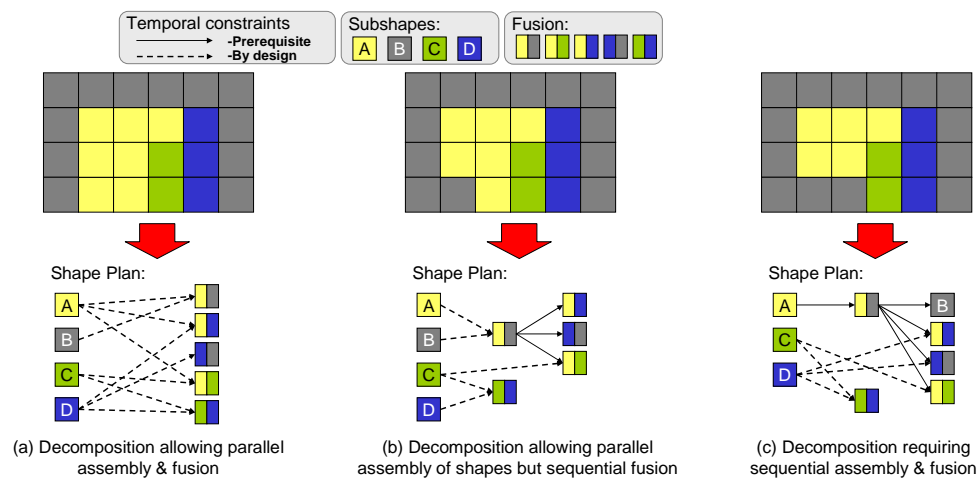 Temporal constraints
-Prerequisite
-By design
Subshapes:
A B C D
Fusion:
Shape Plan:
A
B
C
D
(a) Decomposition allowing parallel
assembly & fusion
Shape Plan:
A
B
C
D
(b) Decomposition allowing parallel
assembly of shapes but sequential fusion
Shape Plan:
A
B
C
D
(c) Decomposition requiring
sequential assembly & fusion